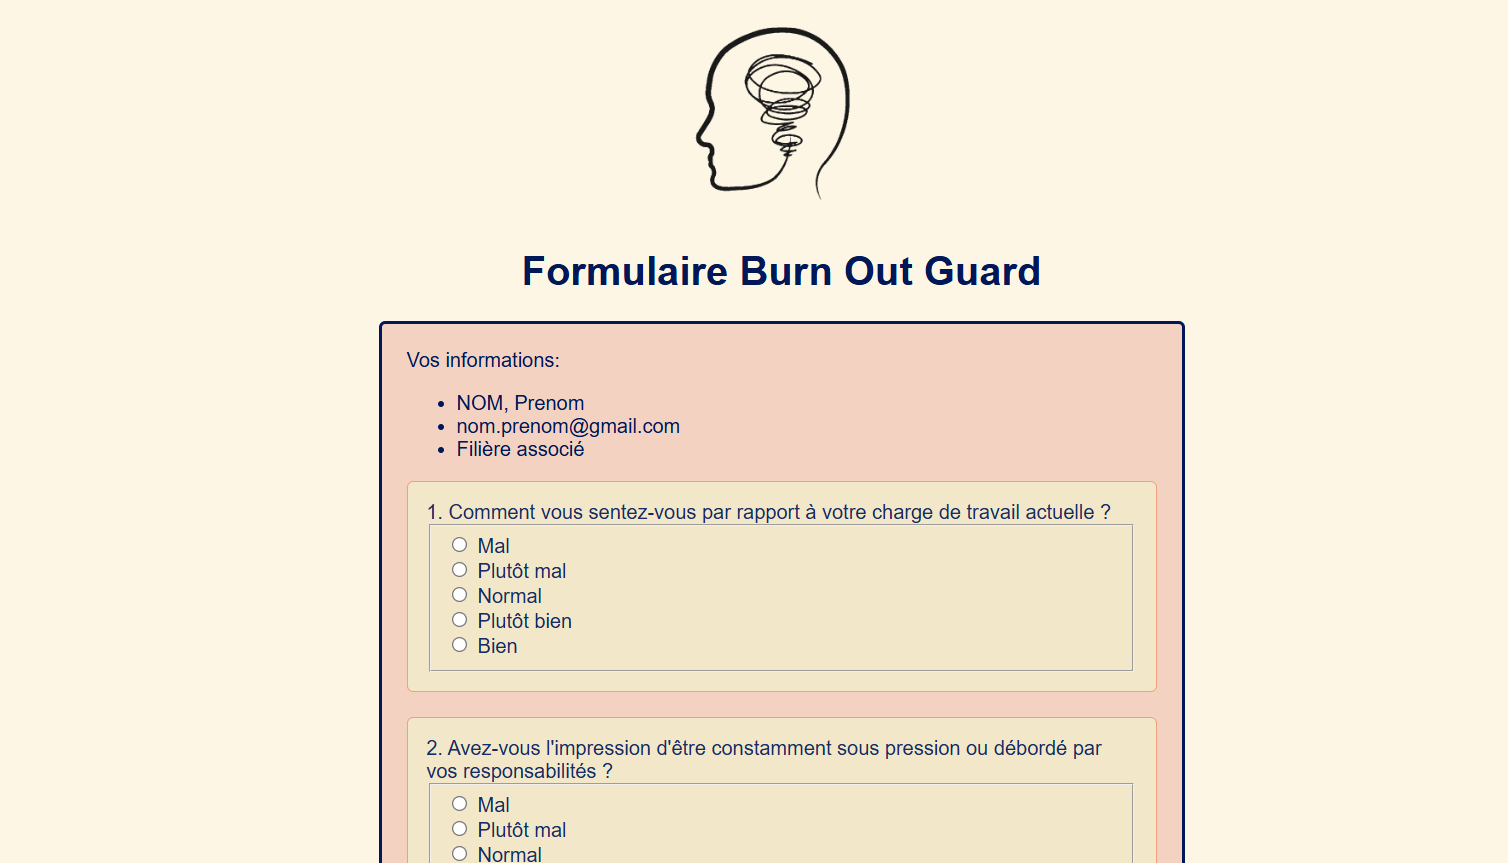 Formulaire Burn Out Guard
Vos informations:
NOM, Prenom
nom.prenom@gmail.com
Filière associé
1. Comment vous sentez-vous par rapport à votre charge de travail actuelle ?
Mal
Plutôt mal
Normal
Plutôt bien
Bien
2. Avez-vous l'impression d'être constamment sous pression ou débordé par
vos responsabilités ?
Mal
Plutôt mal
Normal